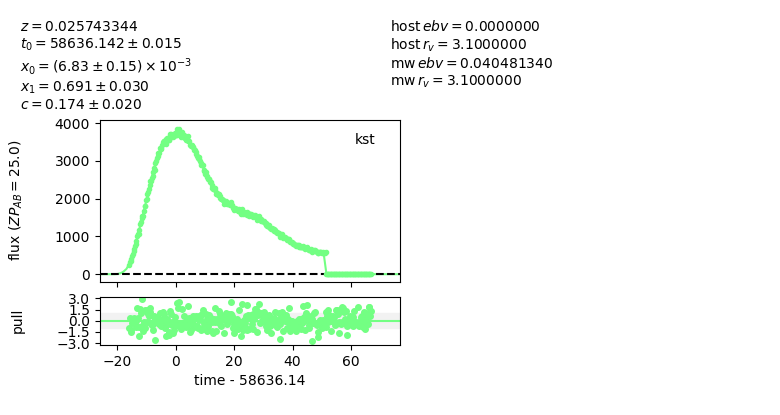 z = 0.025743344
t₀ = 58636.142 ± 0.015
x₀ = (6.83 ± 0.15) × 10⁻³
x₁ = 0.691 ± 0.030
c = 0.174 ± 0.020
host ebv = 0.0000000
host r_v = 3.1000000
mw ebv = 0.040481340
mw r_v = 3.1000000
flux (ZP_AB = 25.0)
4000
3000
2000
1000
0
kst
pull
3.0
1.5
0.0
−1.5
−3.0
−20 0 20 40 60
time - 58636.14